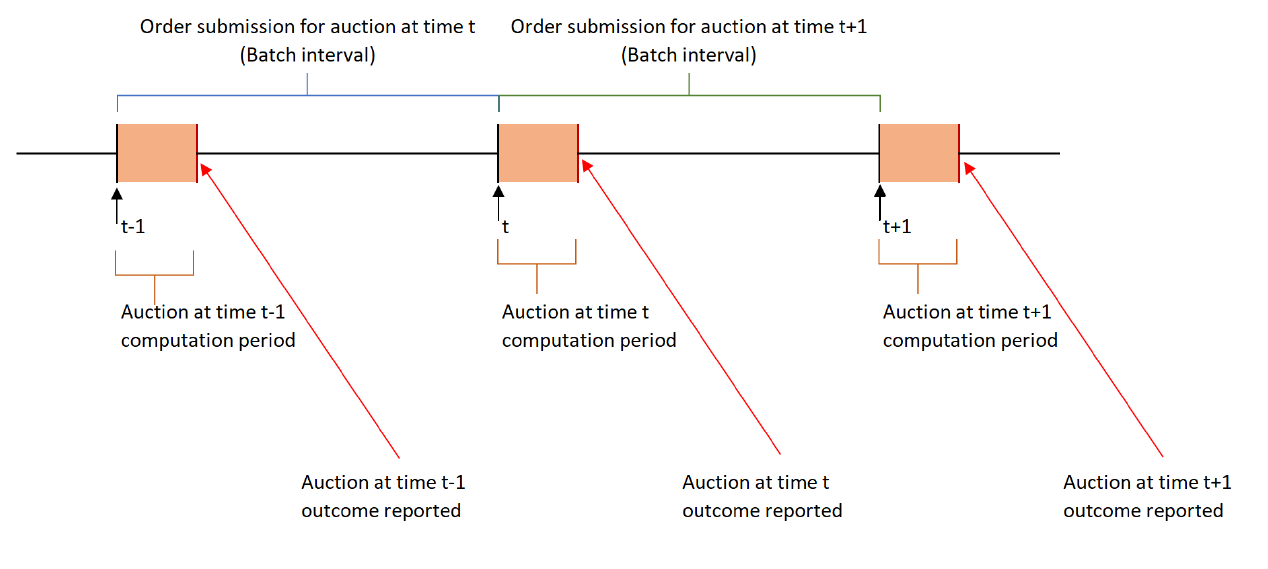 Order submission for auction at time t
(Batch interval)
Order submission for auction at time t+1
(Batch interval)
t-1
t
t+1
Auction at time t-1
computation period
Auction at time t
computation period
Auction at time t+1
computation period
Auction at time t-1
outcome reported
Auction at time t
outcome reported
Auction at time t+1
outcome reported